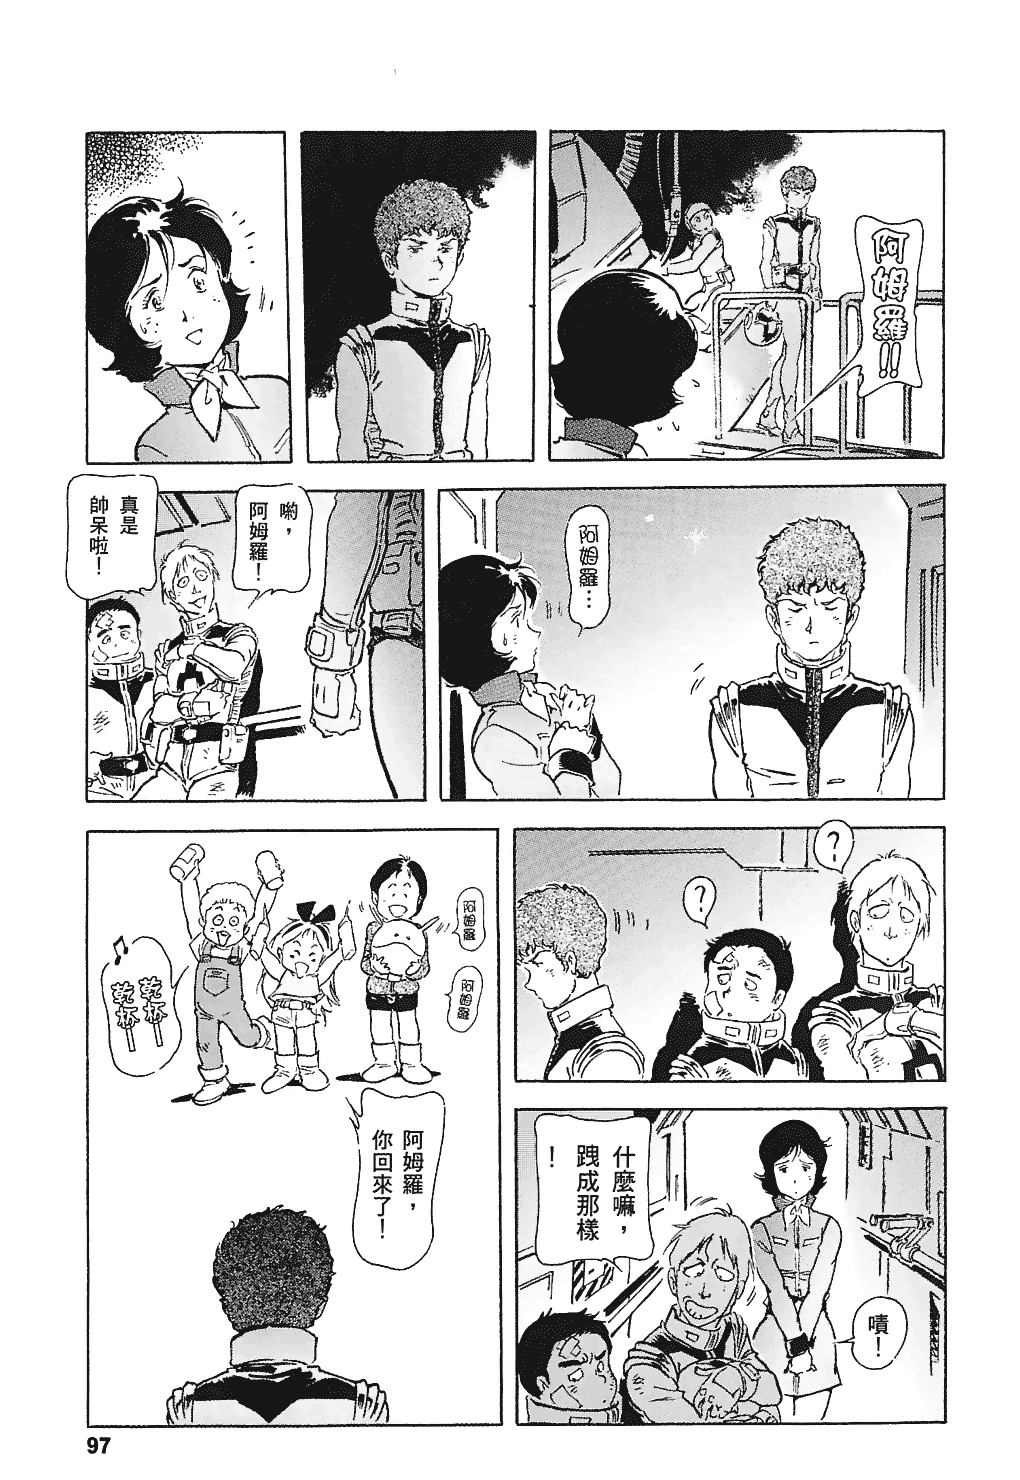 阿姆羅!!
阿姆羅…
喲，
阿姆羅！
真是
帥呆啦！
？
？
什麼嘛，
跩成那樣
！
嘖！
阿姆羅
阿姆羅
♪乾杯——
乾杯——
阿姆羅，
你回來了！
97